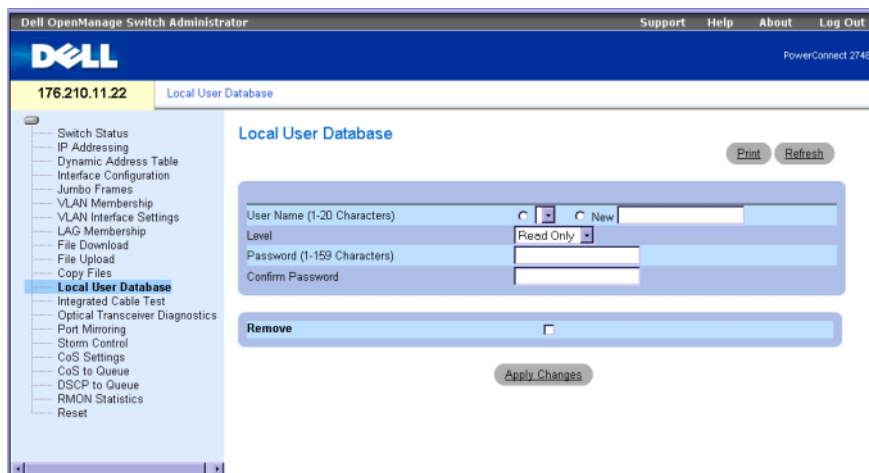 Dell OpenManage Switch Administrator Support Help About Log Out
DELL
PowerConnect 2748
176.210.11.22 Local User Database
Switch Status
IP Addressing
Dynamic Address Table
Interface Configuration
Jumbo Frames
VLAN Membership
VLAN Interface Settings
LAG Membership
File Download
File Upload
Copy Files
Local User Database
Integrated Cable Test
Optical Transceiver Diagnostics
Port Mirroring
Storm Control
CoS Settings
CoS to Queue
DSCP to Queue
RMON Statistics
Reset
Local User Database
Print Refresh
User Name (1-20 Characters) New
Level Read Only
Password (1-159 Characters)
Confirm Password
Remove
Apply Changes